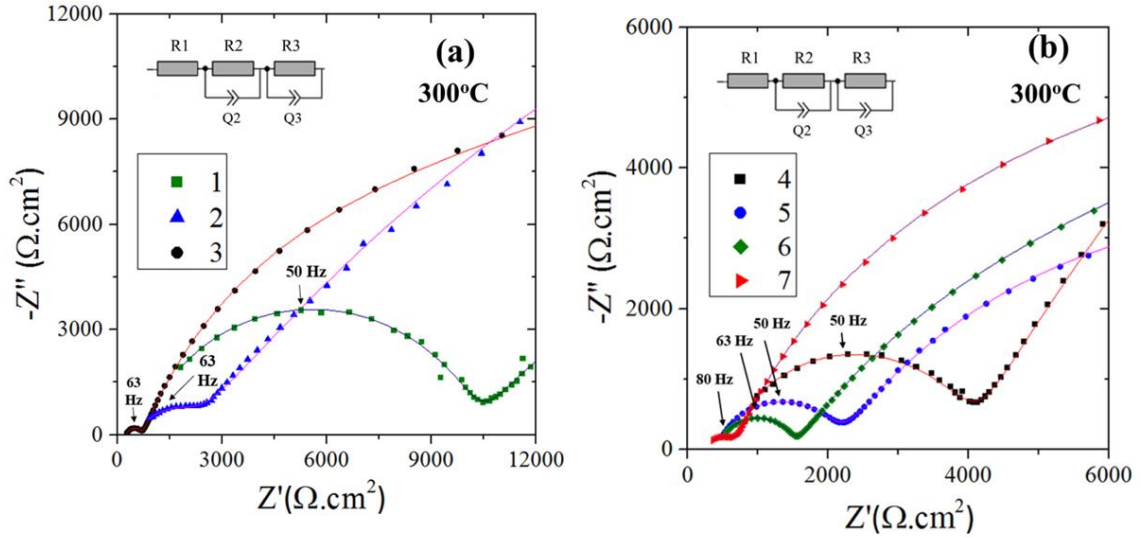 12000
9000
6000
3000
0
-Z'' (Ω.cm²)
R1 R2 R3
Q2 Q3
(a)
300°C
1
2
3
50 Hz
63 Hz
63
Hz
0 3000 6000 9000 12000
Z'(Ω.cm²)
6000
4000
2000
0
-Z'' (Ω.cm²)
R1 R2 R3
Q2 Q3
(b)
300°C
4
5
6
7
50 Hz
50 Hz
63 Hz
80 Hz
0 2000 4000 6000
Z'(Ω.cm²)